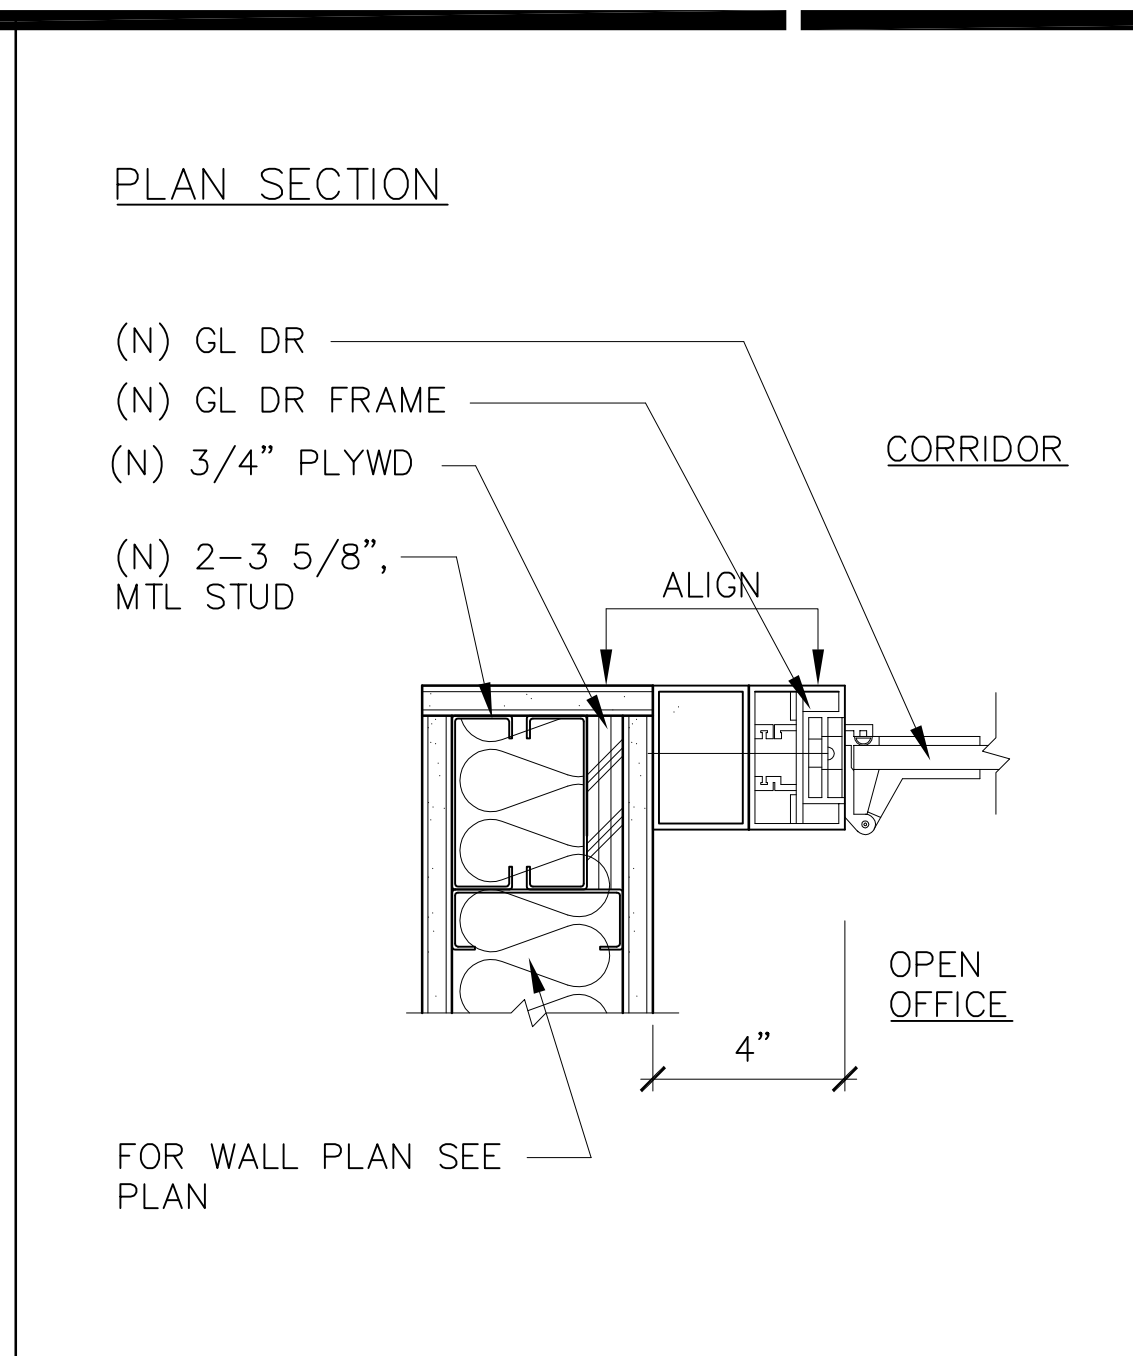 PLAN SECTION
(N) GL DR
(N) GL DR FRAME
(N) 3/4” PLYWD
CORRIDOR
(N) 2–3 5/8”,
MTL STUD
ALIGN
OPEN
OFFICE
4”
FOR WALL PLAN SEE
PLAN